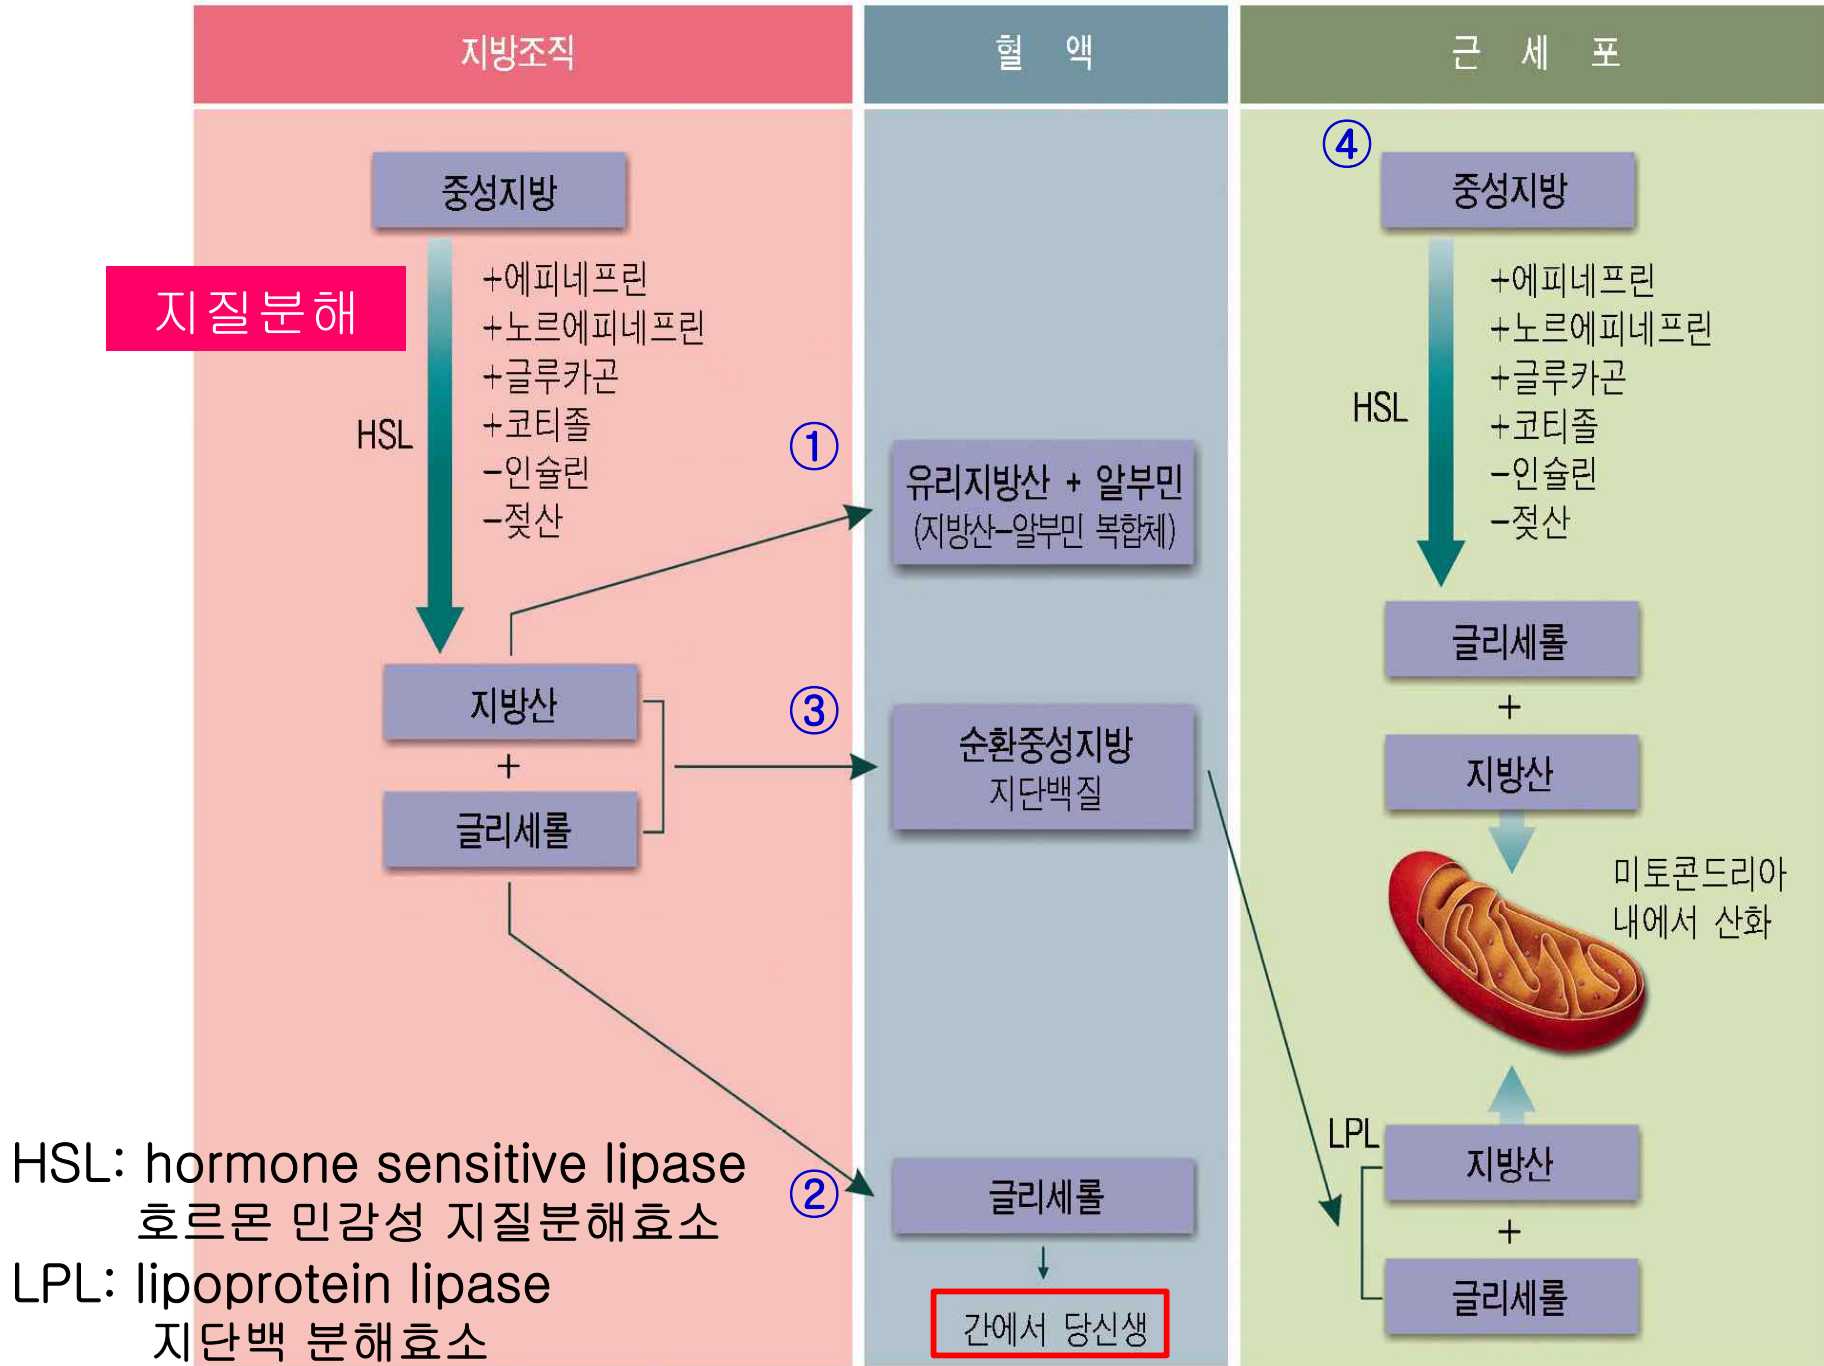 지방조직
혈 액
근 세 포
중성지방
지질분해
HSL
+에피네프린
+노르에피네프린
+글루카곤
+코티졸
-인슐린
-젖산
지방산
+
글리세롤
①
유리지방산 + 알부민
(지방산-알부민 복합체)
③
순환중성지방
지단백질
②
글리세롤
간에서 당신생
④
중성지방
HSL
+에피네프린
+노르에피네프린
+글루카곤
+코티졸
-인슐린
-젖산
글리세롤
+
지방산
미토콘드리아
내에서 산화
LPL
지방산
+
글리세롤
HSL: hormone sensitive lipase
호르몬 민감성 지질분해효소
LPL: lipoprotein lipase
지단백 분해효소